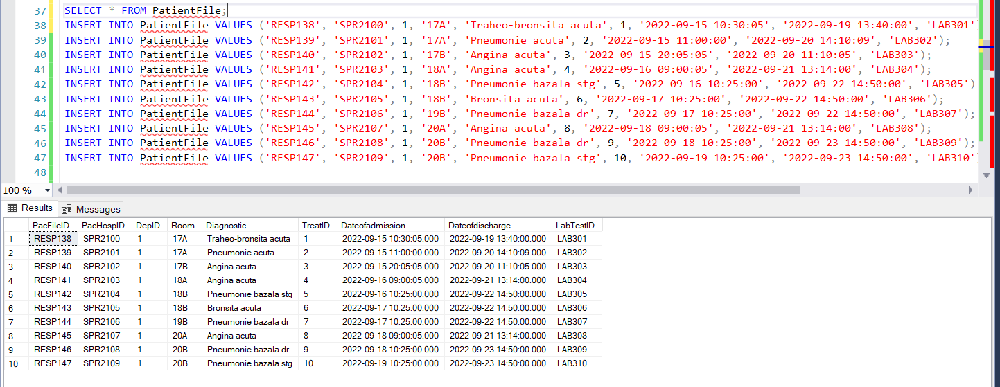 37 SELECT * FROM PatientFile;
38 INSERT INTO PatientFile VALUES ('RESP138', 'SPR2100', 1, '17A', 'Traheo-bronsita acuta', 1, '2022-09-15 10:30:05', '2022-09-19 13:40:00', 'LAB301'
39 INSERT INTO PatientFile VALUES ('RESP139', 'SPR2101', 1, '17A', 'Pneumonie acuta', 2, '2022-09-15 11:00:00', '2022-09-20 14:10:09', 'LAB302');
40 INSERT INTO PatientFile VALUES ('RESP140', 'SPR2102', 1, '17B', 'Angina acuta', 3, '2022-09-15 20:05:05', '2022-09-20 11:10:05', 'LAB303');
41 INSERT INTO PatientFile VALUES ('RESP141', 'SPR2103', 1, '18A', 'Angina acuta', 4, '2022-09-16 09:00:05', '2022-09-21 13:14:00', 'LAB304');
42 INSERT INTO PatientFile VALUES ('RESP142', 'SPR2104', 1, '18B', 'Pneumonie bazala stg', 5, '2022-09-16 10:25:00', '2022-09-22 14:50:00', 'LAB305')
43 INSERT INTO PatientFile VALUES ('RESP143', 'SPR2105', 1, '18B', 'Bronsita acuta', 6, '2022-09-17 10:25:00', '2022-09-22 14:50:00', 'LAB306');
44 INSERT INTO PatientFile VALUES ('RESP144', 'SPR2106', 1, '19B', 'Pneumonie bazala dr', 7, '2022-09-17 10:25:00', '2022-09-22 14:50:00', 'LAB307');
45 INSERT INTO PatientFile VALUES ('RESP145', 'SPR2107', 1, '20A', 'Angina acuta', 8, '2022-09-18 09:00:05', '2022-09-21 13:14:00', 'LAB308');
46 INSERT INTO PatientFile VALUES ('RESP146', 'SPR2108', 1, '20B', 'Pneumonie bazala dr', 9, '2022-09-18 10:25:00', '2022-09-23 14:50:00', 'LAB309');
47 INSERT INTO PatientFile VALUES ('RESP147', 'SPR2109', 1, '20B', 'Pneumonie bazala stg', 10, '2022-09-19 10:25:00', '2022-09-23 14:50:00', 'LAB310'
48
100 %
Results Messages
PacFileID PacHospID DepID Room Diagnostic TreatID Dateofadmission Dateofdischarge LabTestID
1 RESP138 SPR2100 1 17A Traheo-bronsita acuta 1 2022-09-15 10:30:05.000 2022-09-19 13:40:00.000 LAB301
2 RESP139 SPR2101 1 17A Pneumonie acuta 2 2022-09-15 11:00:00.000 2022-09-20 14:10:09.000 LAB302
3 RESP140 SPR2102 1 17B Angina acuta 3 2022-09-15 20:05:05.000 2022-09-20 11:10:05.000 LAB303
4 RESP141 SPR2103 1 18A Angina acuta 4 2022-09-16 09:00:05.000 2022-09-21 13:14:00.000 LAB304
5 RESP142 SPR2104 1 18B Pneumonie bazala stg 5 2022-09-16 10:25:00.000 2022-09-22 14:50:00.000 LAB305
6 RESP143 SPR2105 1 18B Bronsita acuta 6 2022-09-17 10:25:00.000 2022-09-22 14:50:00.000 LAB306
7 RESP144 SPR2106 1 19B Pneumonie bazala dr 7 2022-09-17 10:25:00.000 2022-09-22 14:50:00.000 LAB307
8 RESP145 SPR2107 1 20A Angina acuta 8 2022-09-18 09:00:05.000 2022-09-21 13:14:00.000 LAB308
9 RESP146 SPR2108 1 20B Pneumonie bazala dr 9 2022-09-18 10:25:00.000 2022-09-23 14:50:00.000 LAB309
10 RESP147 SPR2109 1 20B Pneumonie bazala stg 10 2022-09-19 10:25:00.000 2022-09-23 14:50:00.000 LAB310